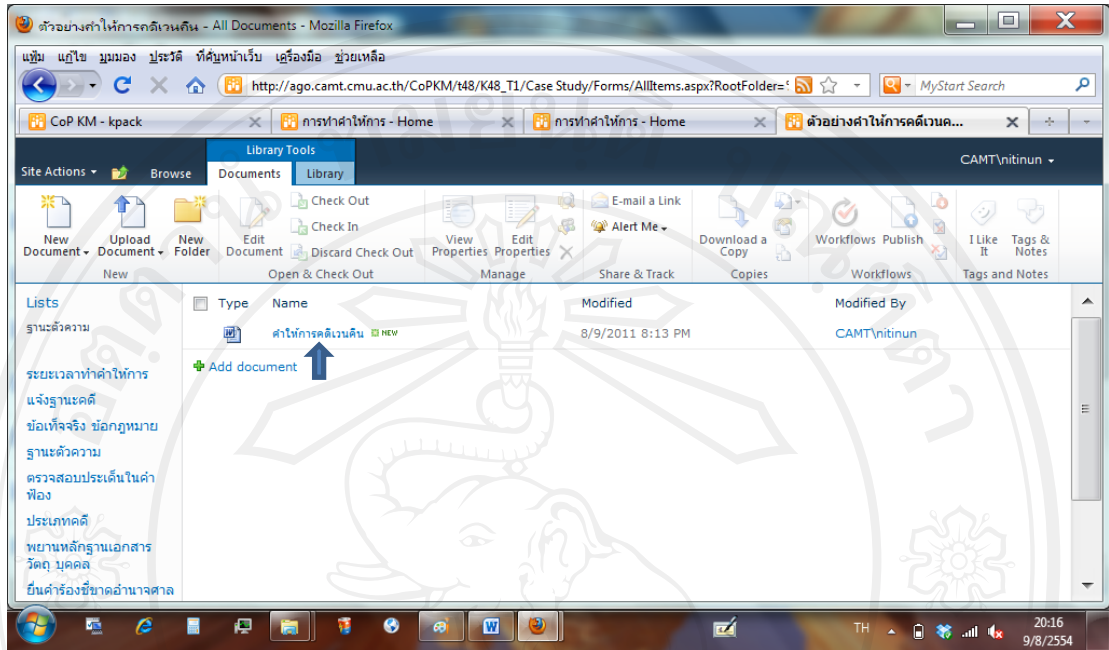 ตัวอย่างคำให้การคดีเวนคืน - All Documents - Mozilla Firefox
แฟ้ม แก้ไข มุมมอง ประวัติ ที่คั่นหน้าเว็บ เครื่องมือ ช่วยเหลือ
http://ago.camt.cmu.ac.th/CoPKM/t48/K48_T1/Case Study/Forms/AllItems.aspx?RootFolder= MyStart Search
CoP KM - kpack การทำคำให้การ - Home การทำคำให้การ - Home ตัวอย่างคำให้การคดีเวนค...
Library Tools
CAMT\nitinun
Site Actions Browse Documents Library
New Document Upload Document New Folder
Edit Document Check Out Check In Discard Check Out
View Properties Edit Properties
E-mail a Link Alert Me
Download a Copy
Workflows Publish
I Like It Tags & Notes
New Open & Check Out Manage Share & Track Copies Workflows Tags and Notes
Lists Type Name Modified Modified By
ฐานะตัวความ คำให้การคดีเวนคืน NEW 8/9/2011 8:13 PM CAMT\nitinun
Add document
ระยะเวลาทำคำให้การ
แจ้งฐานะคดี
ข้อเท็จจริง ข้อกฎหมาย
ฐานะตัวความ
ตรวจสอบประเด็นในคำ
ฟ้อง
ประเภทคดี
พยานหลักฐานเอกสาร
วัตถุ บุคคล
ยื่นคำร้องชี้ขาดอำนาจศาล
TH 20:16
9/8/2554